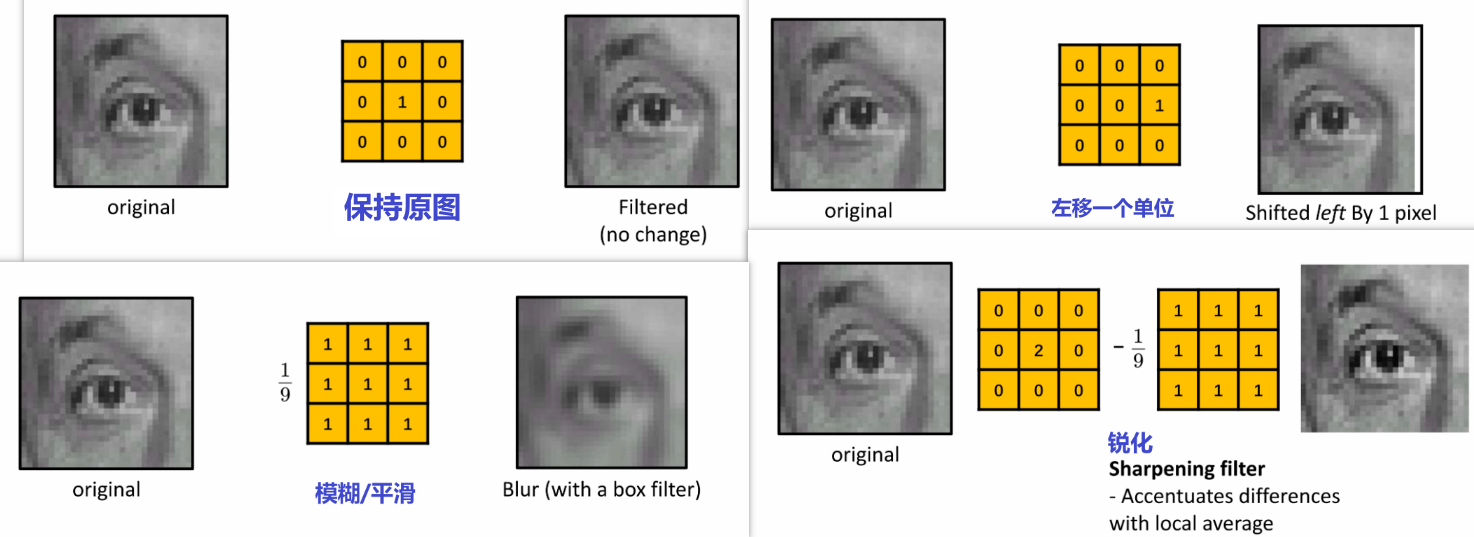 0 0 0
0 1 0
0 0 0
original
保持原图
Filtered
(no change)
0 0 0
0 0 1
0 0 0
original
左移一个单位
Shifted left By 1 pixel
1/9
1 1 1
1 1 1
1 1 1
original
模糊/平滑
Blur (with a box filter)
0 0 0
0 2 0
0 0 0
- 1/9
1 1 1
1 1 1
1 1 1
original
锐化
Sharpening filter
- Accentuates differences
with local average